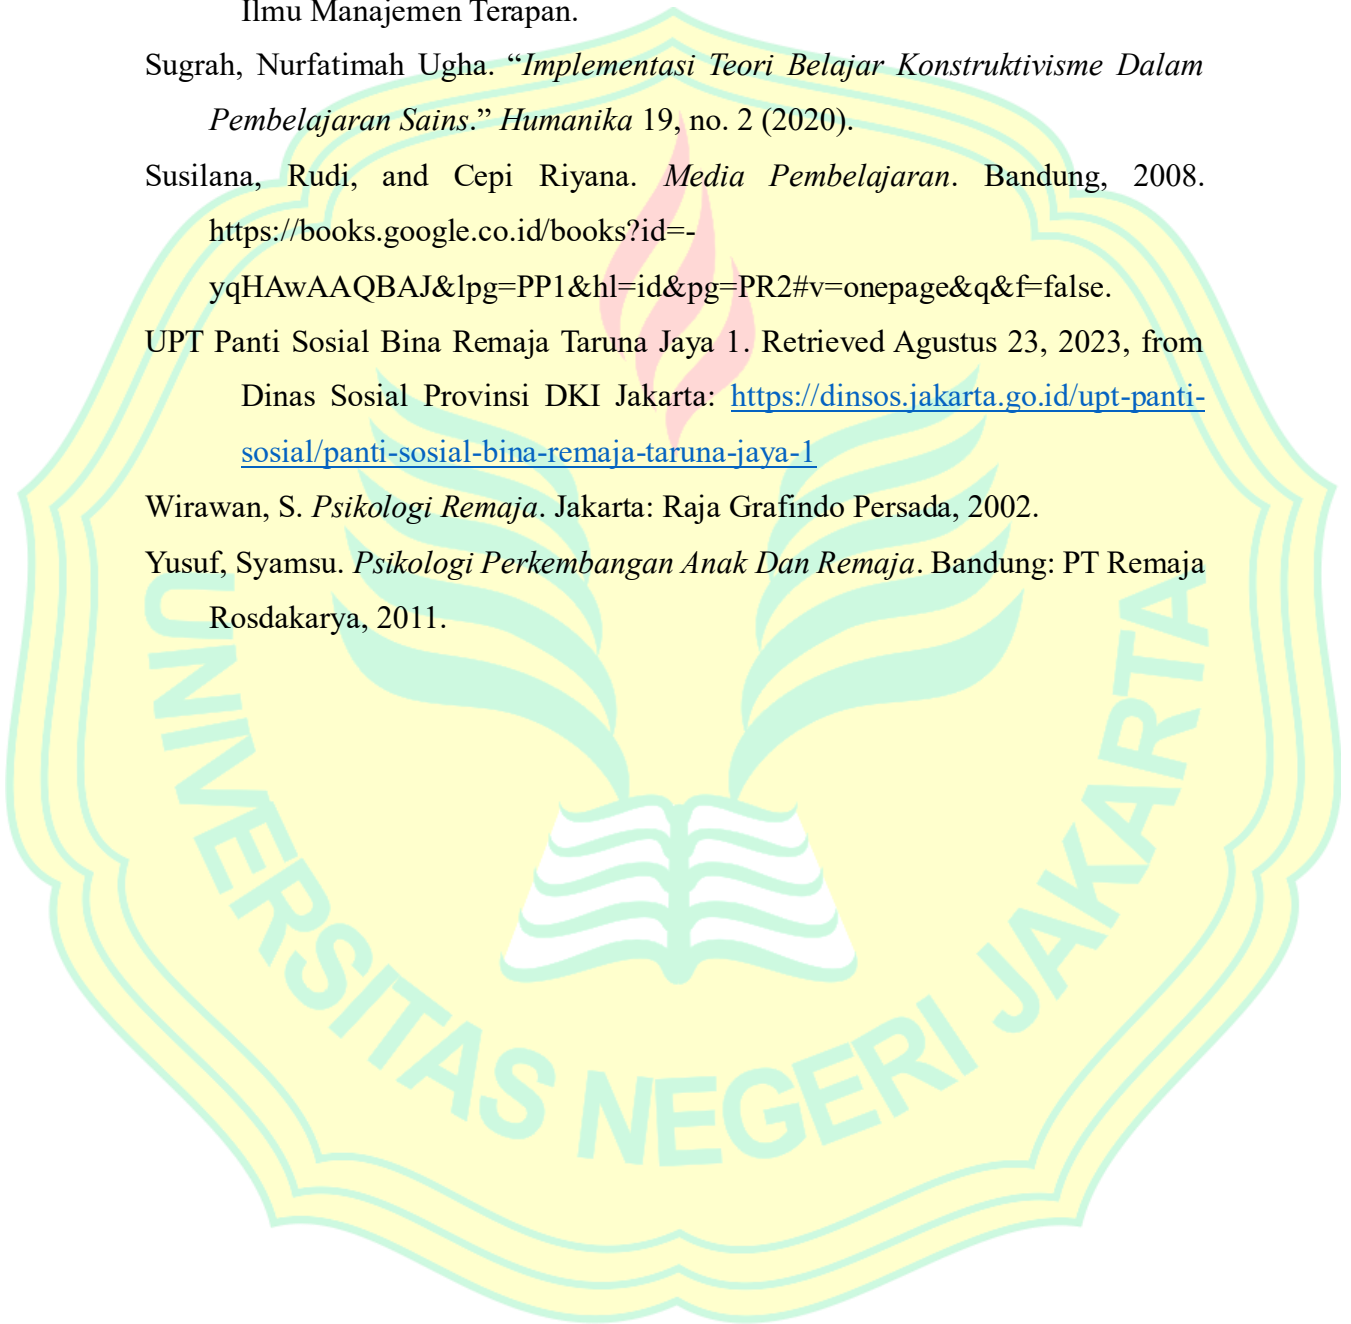 Ilmu Manajemen Terapan.
Sugrah, Nurfatimah Ugha. “Implementasi Teori Belajar Konstruktivisme Dalam
Pembelajaran Sains.” Humanika 19, no. 2 (2020).
Susilana, Rudi, and Cepi Riyana. Media Pembelajaran. Bandung, 2008.
https://books.google.co.id/books?id=-
yqHAwAAQBAJ&lpg=PP1&hl=id&pg=PR2#v=onepage&q&f=false.
UPT Panti Sosial Bina Remaja Taruna Jaya 1. Retrieved Agustus 23, 2023, from
Dinas Sosial Provinsi DKI Jakarta: https://dinsos.jakarta.go.id/upt-panti-
sosial/panti-sosial-bina-remaja-taruna-jaya-1
Wirawan, S. Psikologi Remaja. Jakarta: Raja Grafindo Persada, 2002.
Yusuf, Syamsu. Psikologi Perkembangan Anak Dan Remaja. Bandung: PT Remaja
Rosdakarya, 2011.
UNIVERSITAS NEGERI JAKARTA